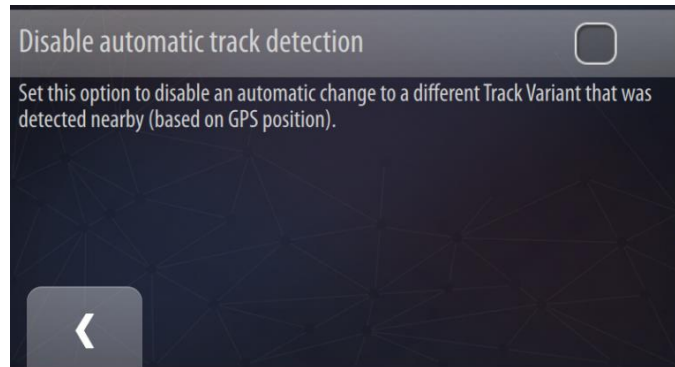 Disable automatic track detection
Set this option to disable an automatic change to a different Track Variant that was
detected nearby (based on GPS position).